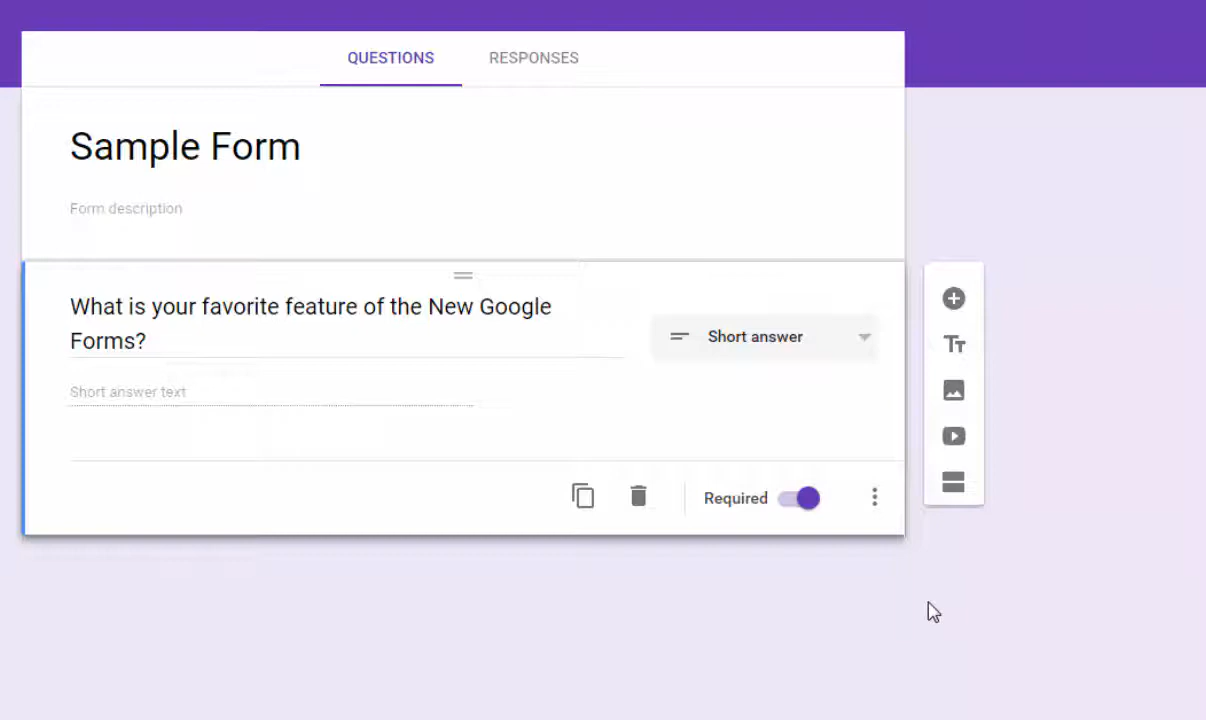 QUESTIONS RESPONSES
Sample Form
Form description
What is your favorite feature of the New Google
Forms?
Short answer
Short answer text
Required